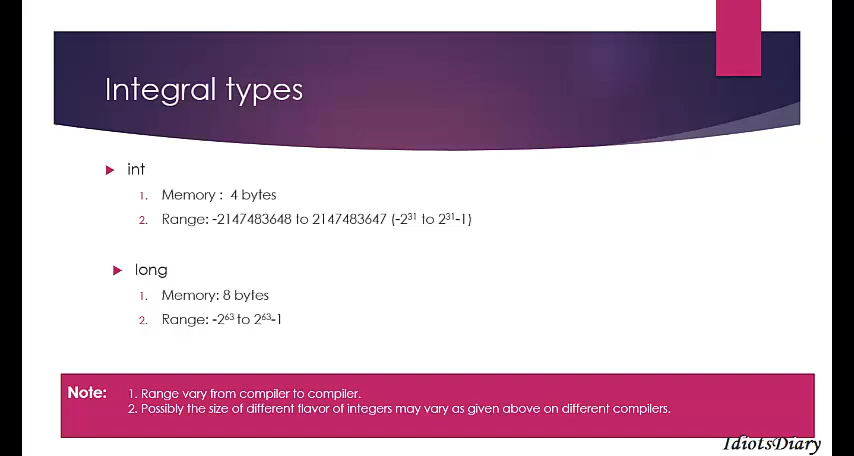 Integral types
int
1. Memory : 4 bytes
2. Range: -2147483648 to 2147483647 (-2³¹ to 2³¹-1)
long
1. Memory: 8 bytes
2. Range: -2⁶³ to 2⁶³-1
Note: 1. Range vary from compiler to compiler.
2. Possibly the size of different flavor of integers may vary as given above on different compilers.
IdiotsDiary